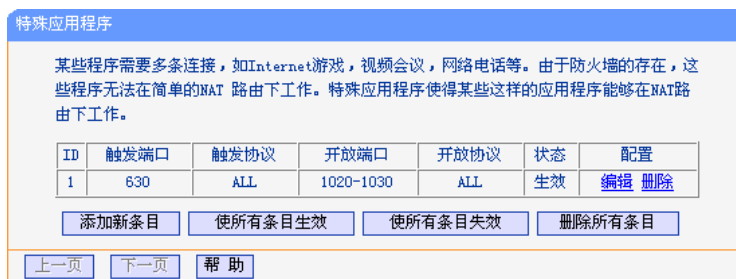 特殊应用程序
某些程序需要多条连接，如Internet游戏，视频会议，网络电话等。由于防火墙的存在，这
些程序无法在简单的NAT 路由下工作。特殊应用程序使得某些这样的应用程序能够在NAT路
由下工作。
ID 触发端口 触发协议 开放端口 开放协议 状态 配置
1 630 ALL 1020-1030 ALL 生效 编辑 删除
添加新条目 使所有条目生效 使所有条目失效 删除所有条目
上一页 下一页 帮 助